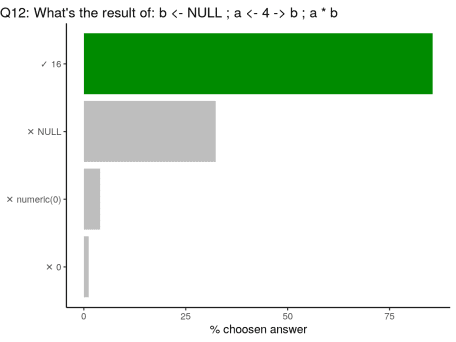 Q12: What's the result of: b <- NULL ; a <- 4 -> b ; a * b
✓ 16
✕ NULL
✕ numeric(0)
✕ 0
0 25 50 75
% choosen answer